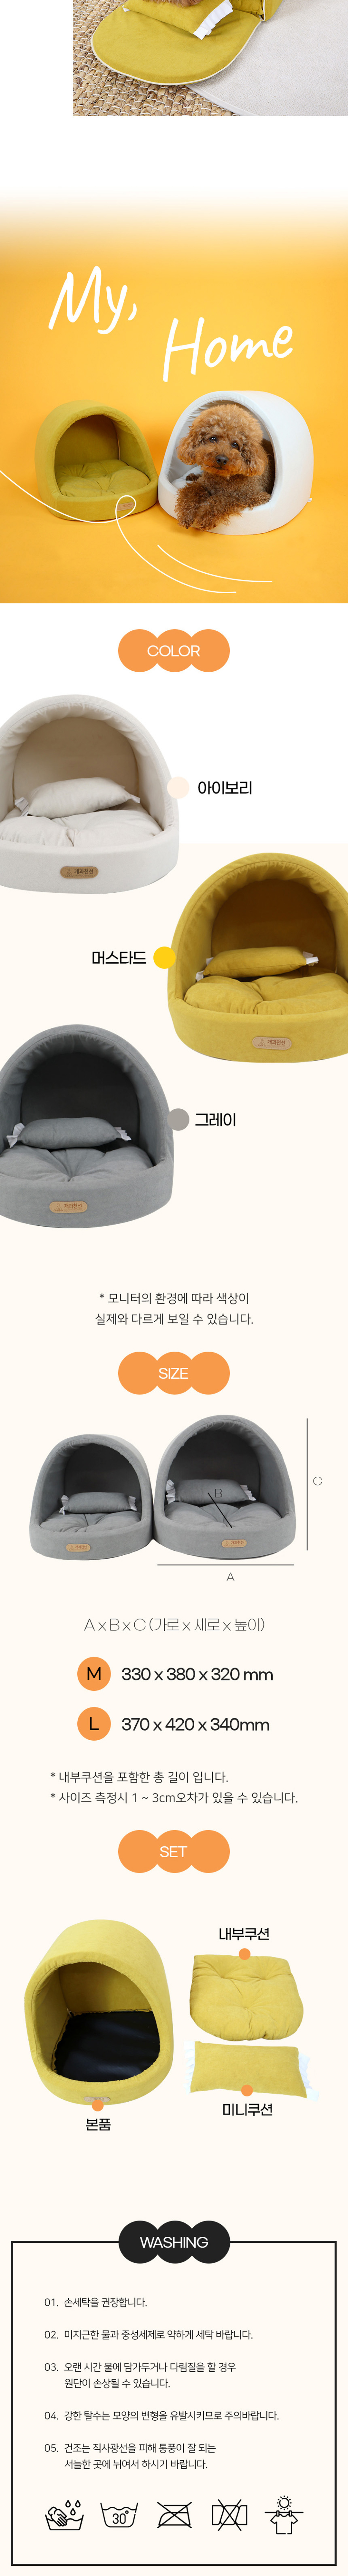 My,
Home
COLOR
아이보리
머스타드
그레이
* 모니터의 환경에 따라 색상이
실제와 다르게 보일 수 있습니다.
SIZE
C
B
A
A x B x C (가로 x 세로 x 높이)
M 330 x 380 x 320 mm
L 370 x 420 x 340mm
* 내부쿠션을 포함한 총 길이 입니다.
* 사이즈 측정시 1 ~ 3cm오차가 있을 수 있습니다.
SET
내부쿠션
미니쿠션
본품
WASHING
01. 손세탁을 권장합니다.
02. 미지근한 물과 중성세제로 약하게 세탁 바랍니다.
03. 오랜 시간 물에 담가두거나 다림질을 할 경우
원단이 손상될 수 있습니다.
04. 강한 탈수는 모양의 변형을 유발시키므로 주의바랍니다.
05. 건조는 직사광선을 피해 통풍이 잘 되는
서늘한 곳에 뉘여서 하시기 바랍니다.
30°